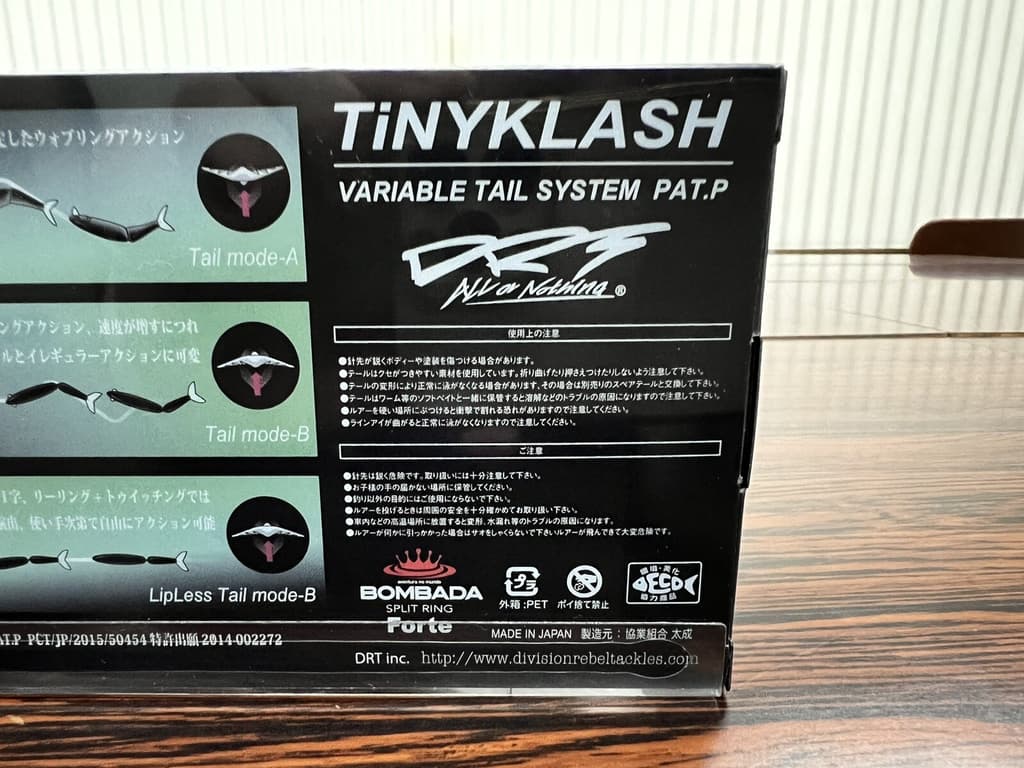 したウォブリングアクション
Tail mode-A
ングアクション、速度が増すにつれ
ルとイレギュラーアクションに可変
Tail mode-B
字、リーリング+トゥイッチングでは
使い手次第で自由にアクション可能
LipLess Tail mode-B
PAT.P PCT/JP/2015/50454 特許出願 2014-002272
TiNYKLASH
VARIABLE TAIL SYSTEM PAT.P
DRT
All or Nothing ®
使用上の注意
●針先が鋭くボディーや塗装を傷つける場合があります。
●テールはクセがつきやすい素材を使用しています。折り曲げたり押さえつけたりしないよう注意して下さい。
●テールの変形により正常に泳がなくなる場合があります、その場合は別売りのスペアテールと交換して下さい。
●テールはワーム等のソフトベイトと一緒に保管すると溶解などのトラブルの原因になりますので注意して下さい。
●ルアーを硬い場所にぶつけると衝撃で割れる恐れがありますので注意してください。
●ラインアイが曲がると正常に泳がなくなりますので注意してください。
ご注意
●針先は鋭く危険です。取り扱いには十分注意して下さい。
●お子様の手の届かない場所に保管してください。
●釣り以外の目的にはご使用にならないで下さい。
●ルアーを投げるときは周囲の安全を十分確かめてお取り扱い下さい。
●車内などの高温場所に放置すると変形、水漏れ等のトラブルの原因になります。
●ルアーが何かに引っかかった場合はサオをしゃくらないで下さいルアーが飛んできて大変危険です。
aventura no mundo
BOMBADA
SPLIT RING
Forte
プラ
外箱:PET
ポイ捨て禁止
環境・美化
ECO
協力商品
MADE IN JAPAN 製造元:協業組合 太成
DRT inc. http://www.divisionrebeltackles.com